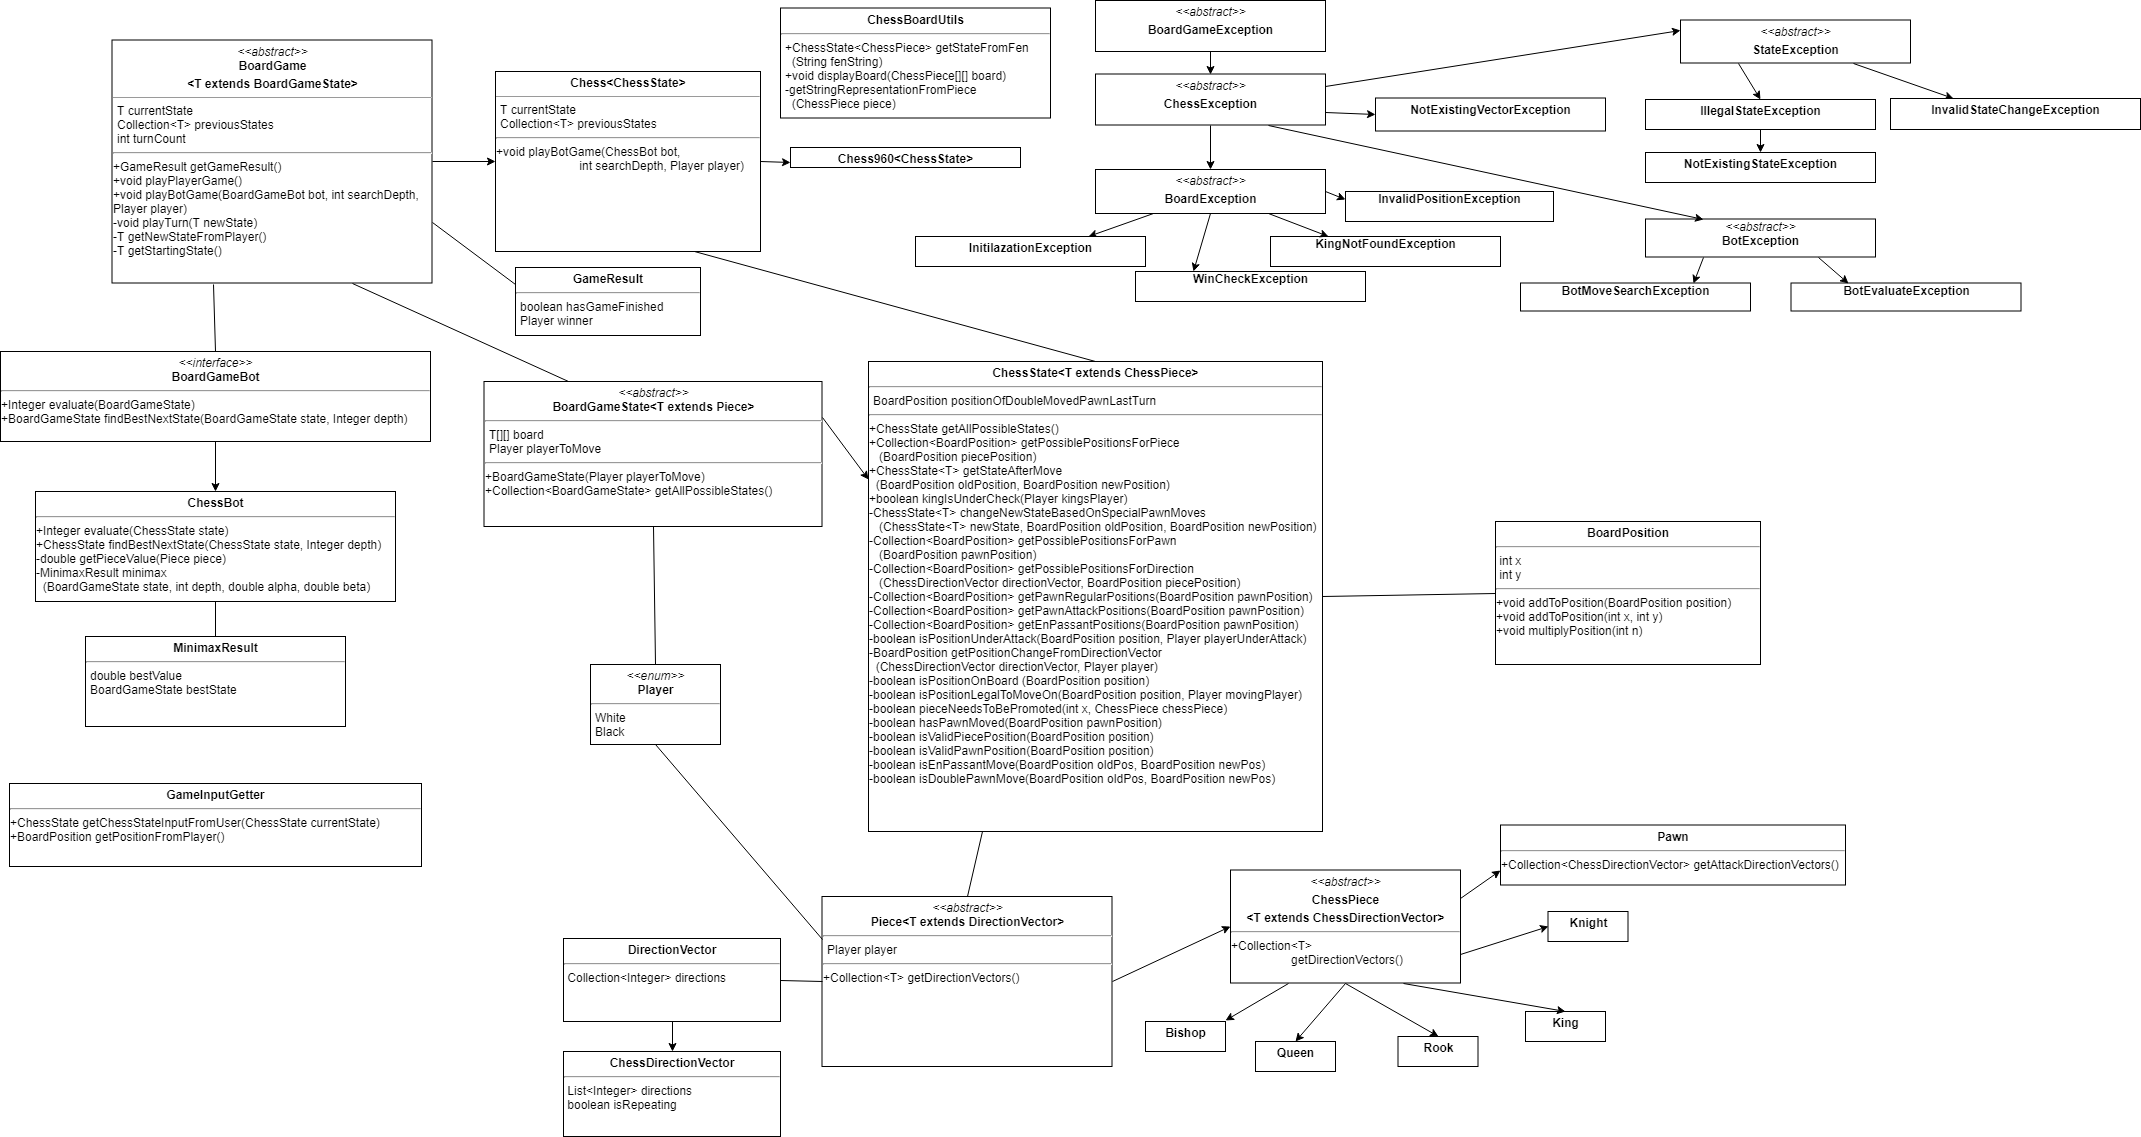 <<abstract>>
BoardGame
<T extends BoardGameState>
T currentState
Collection<T> previousStates
int turnCount
+GameResult getGameResult()
+void playPlayerGame()
+void playBotGame(BoardGameBot bot, int searchDepth,
Player player)
-void playTurn(T newState)
-T getNewStateFromPlayer()
-T getStartingState()
Chess<ChessState>
T currentState
Collection<T> previousStates
+void playBotGame(ChessBot bot,
int searchDepth, Player player)
ChessBoardUtils
+ChessState<ChessPiece> getStateFromFen
(String fenString)
+void displayBoard(ChessPiece[][] board)
-getStringRepresentationFromPiece
(ChessPiece piece)
Chess960<ChessState>
<<abstract>>
BoardGameException
<<abstract>>
ChessException
NotExistingVectorException
<<abstract>>
StateException
IllegalStateException
InvalidStateChangeException
NotExistingStateException
<<abstract>>
BoardException
InvalidPositionException
InitilazationException
KingNotFoundException
WinCheckException
<<abstract>>
BotException
BotMoveSearchException
BotEvaluateException
GameResult
boolean hasGameFinished
Player winner
<<interface>>
BoardGameBot
+Integer evaluate(BoardGameState)
+BoardGameState findBestNextState(BoardGameState state, Integer depth)
ChessBot
+Integer evaluate(ChessState state)
+ChessState findBestNextState(ChessState state, Integer depth)
-double getPieceValue(Piece piece)
-MinimaxResult minimax
(BoardGameState state, int depth, double alpha, double beta)
MinimaxResult
double bestValue
BoardGameState bestState
GameInputGetter
+ChessState getChessStateInputFromUser(ChessState currentState)
+BoardPosition getPositionFromPlayer()
<<abstract>>
BoardGameState<T extends Piece>
T[][] board
Player playerToMove
+BoardGameState(Player playerToMove)
+Collection<BoardGameState> getAllPossibleStates()
<<enum>>
Player
White
Black
ChessState<T extends ChessPiece>
BoardPosition positionOfDoubleMovedPawnLastTurn
+ChessState getAllPossibleStates()
+Collection<BoardPosition> getPossiblePositionsForPiece
(BoardPosition piecePosition)
+ChessState<T> getStateAfterMove
(BoardPosition oldPosition, BoardPosition newPosition)
+boolean kingIsUnderCheck(Player kingsPlayer)
-ChessState<T> changeNewStateBasedOnSpecialPawnMoves
(ChessState<T> newState, BoardPosition oldPosition, BoardPosition newPosition)
-Collection<BoardPosition> getPossiblePositionsForPawn
(BoardPosition pawnPosition)
-Collection<BoardPosition> getPossiblePositionsForDirection
(ChessDirectionVector directionVector, BoardPosition piecePosition)
-Collection<BoardPosition> getPawnRegularPositions(BoardPosition pawnPosition)
-Collection<BoardPosition> getPawnAttackPositions(BoardPosition pawnPosition)
-Collection<BoardPosition> getEnPassantPositions(BoardPosition pawnPosition)
-boolean isPositionUnderAttack(BoardPosition position, Player playerUnderAttack)
-BoardPosition getPositionChangeFromDirectionVector
(ChessDirectionVector directionVector, Player player)
-boolean isPositionOnBoard (BoardPosition position)
-boolean isPositionLegalToMoveOn(BoardPosition position, Player movingPlayer)
-boolean pieceNeedsToBePromoted(int x, ChessPiece chessPiece)
-boolean hasPawnMoved(BoardPosition pawnPosition)
-boolean isValidPiecePosition(BoardPosition position)
-boolean isValidPawnPosition(BoardPosition position)
-boolean isEnPassantMove(BoardPosition oldPos, BoardPosition newPos)
-boolean isDoublePawnMove(BoardPosition oldPos, BoardPosition newPos)
BoardPosition
int x
int y
+void addToPosition(BoardPosition position)
+void addToPosition(int x, int y)
+void multiplyPosition(int n)
DirectionVector
Collection<Integer> directions
ChessDirectionVector
List<Integer> directions
boolean isRepeating
<<abstract>>
Piece<T extends DirectionVector>
Player player
+Collection<T> getDirectionVectors()
<<abstract>>
ChessPiece
<T extends ChessDirectionVector>
+Collection<T>
getDirectionVectors()
Pawn
+Collection<ChessDirectionVector> getAttackDirectionVectors()
Knight
Bishop
Queen
Rook
King